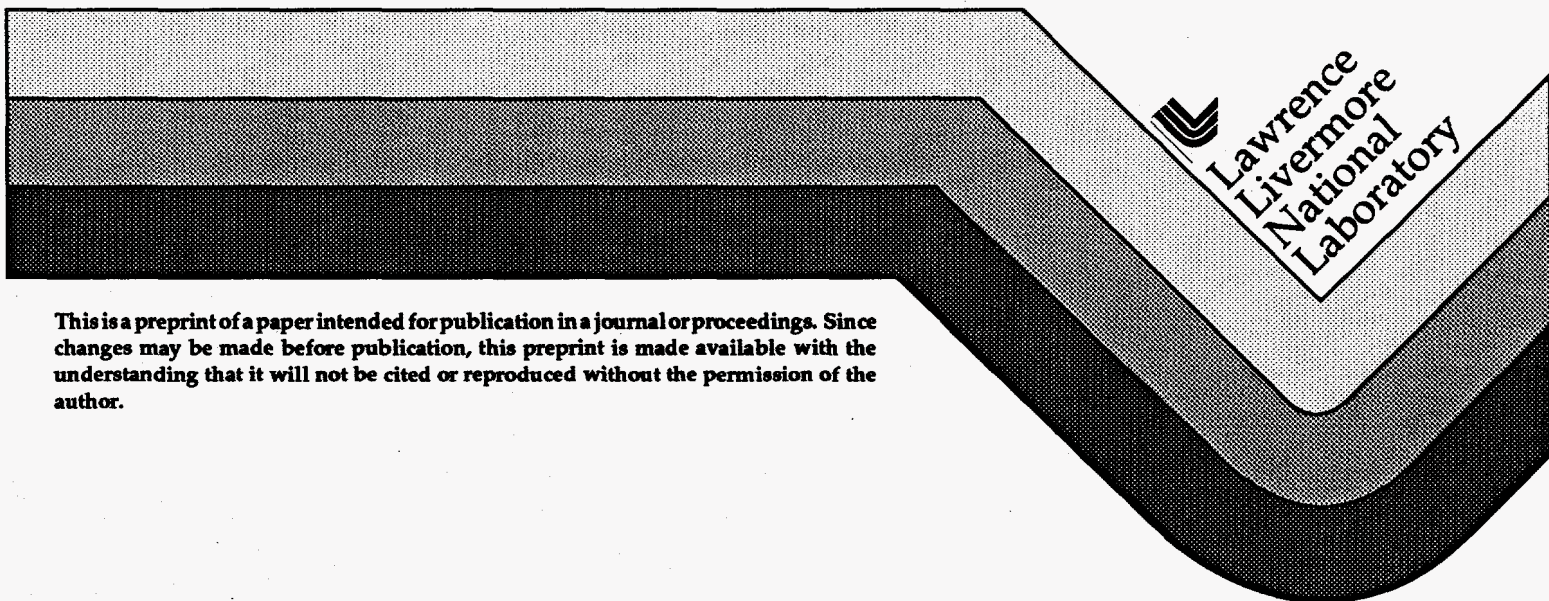 Lawrence
Livermore
National
Laboratory
This is a preprint of a paper intended for publication in a journal or proceedings. Since
changes may be made before publication, this preprint is made available with the
understanding that it will not be cited or reproduced without the permission of the
author.